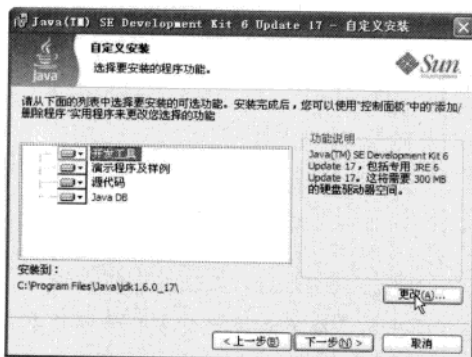 Java(TM) SE Development Kit 6 Update 17 - 自定义安装
自定义安装
选择要安装的程序功能。
Java
Sun
请从下面的列表中选择要安装的可选功能。安装完成后，您可以使用“控制面板”中的“添加/
删除程序”实用程序来更改您选择的功能
开发工具
演示程序及样例
源代码
Java DB
功能说明
Java(TM) SE Development Kit 6
Update 17，包括专用 JRE 6
Update 17。这将需要 300 MB
的硬盘驱动器空间。
安装到：
C:\Program Files\Java\jdk1.6.0_17\
更改(A)...
< 上一步(B)
下一步(N) >
取消